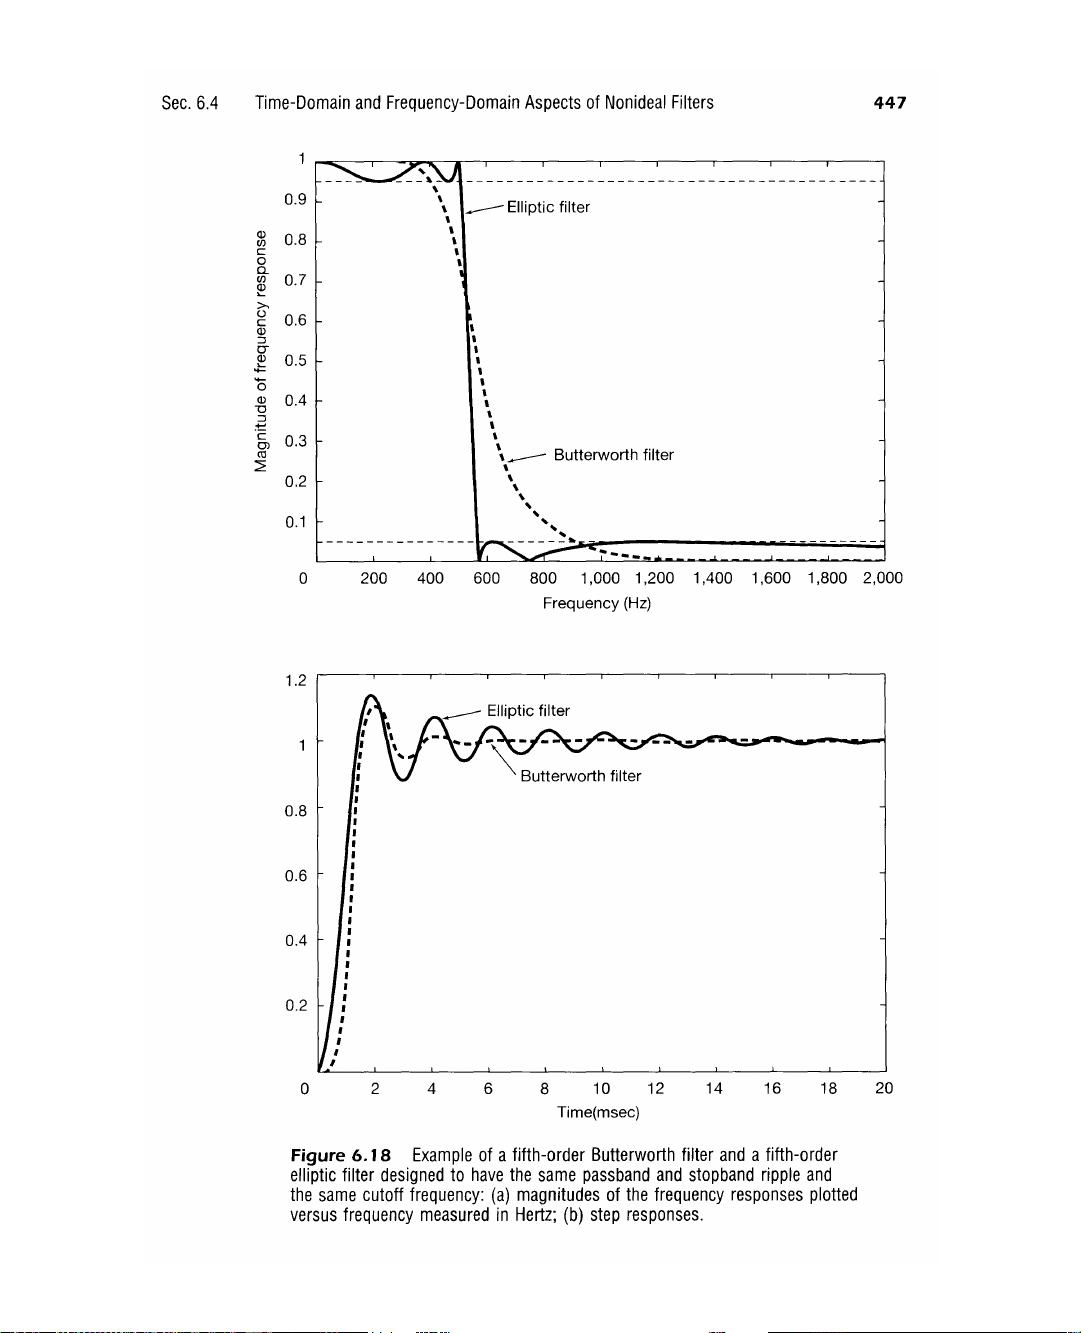 Sec. 6.4 Time-Domain and Frequency-Domain Aspects of Nonideal Filters 447
1
0.9
0.8
0.7
0.6
0.5
0.4
0.3
0.2
0.1
Magnitude of frequency response
Elliptic filter
Butterworth filter
0 200 400 600 800 1,000 1,200 1,400 1,600 1,800 2,000
Frequency (Hz)
1.2
1
0.8
0.6
0.4
0.2
Elliptic filter
Butterworth filter
0 2 4 6 8 10 12 14 16 18 20
Time(msec)
Figure 6.18 Example of a fifth-order Butterworth filter and a fifth-order
elliptic filter designed to have the same passband and stopband ripple and
the same cutoff frequency: (a) magnitudes of the frequency responses plotted
versus frequency measured in Hertz; (b) step responses.